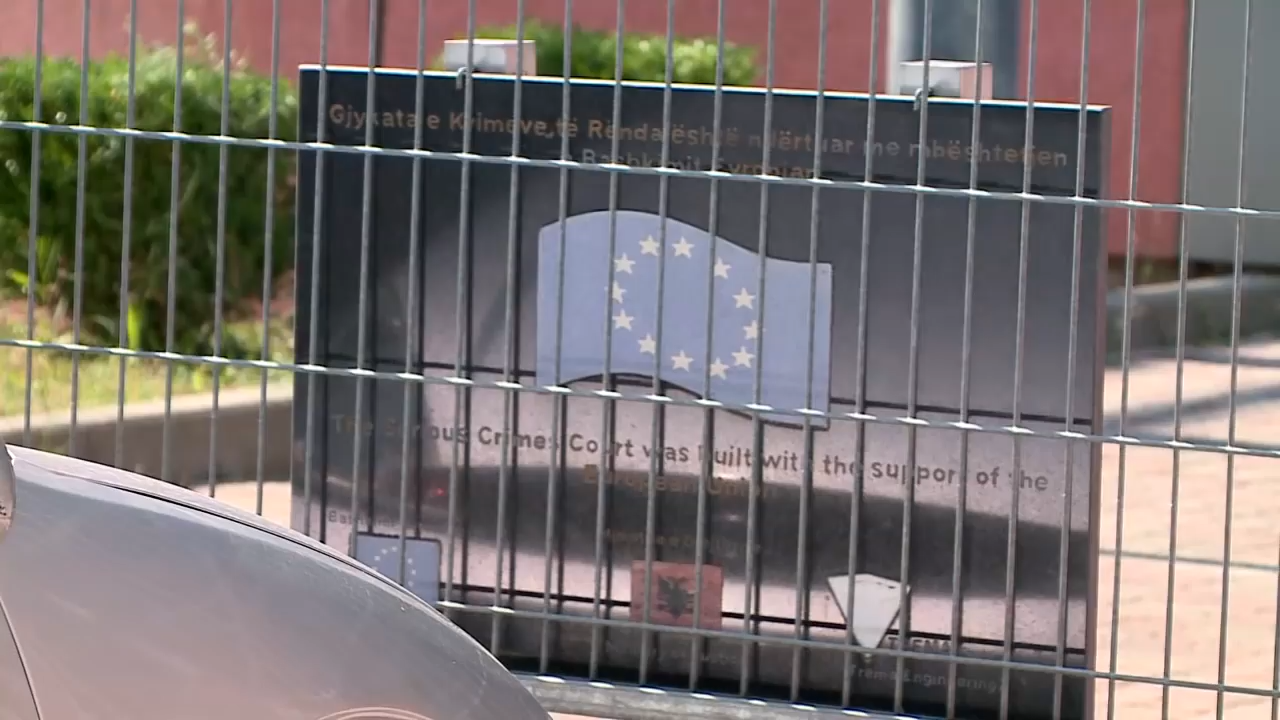 Gjykata e Krimeve të Rënda është ndërtuar me mbështetjen
Bashkimit Evropian
The Serious Crimes Court was built with the support of the
European Union
Trema Engineering